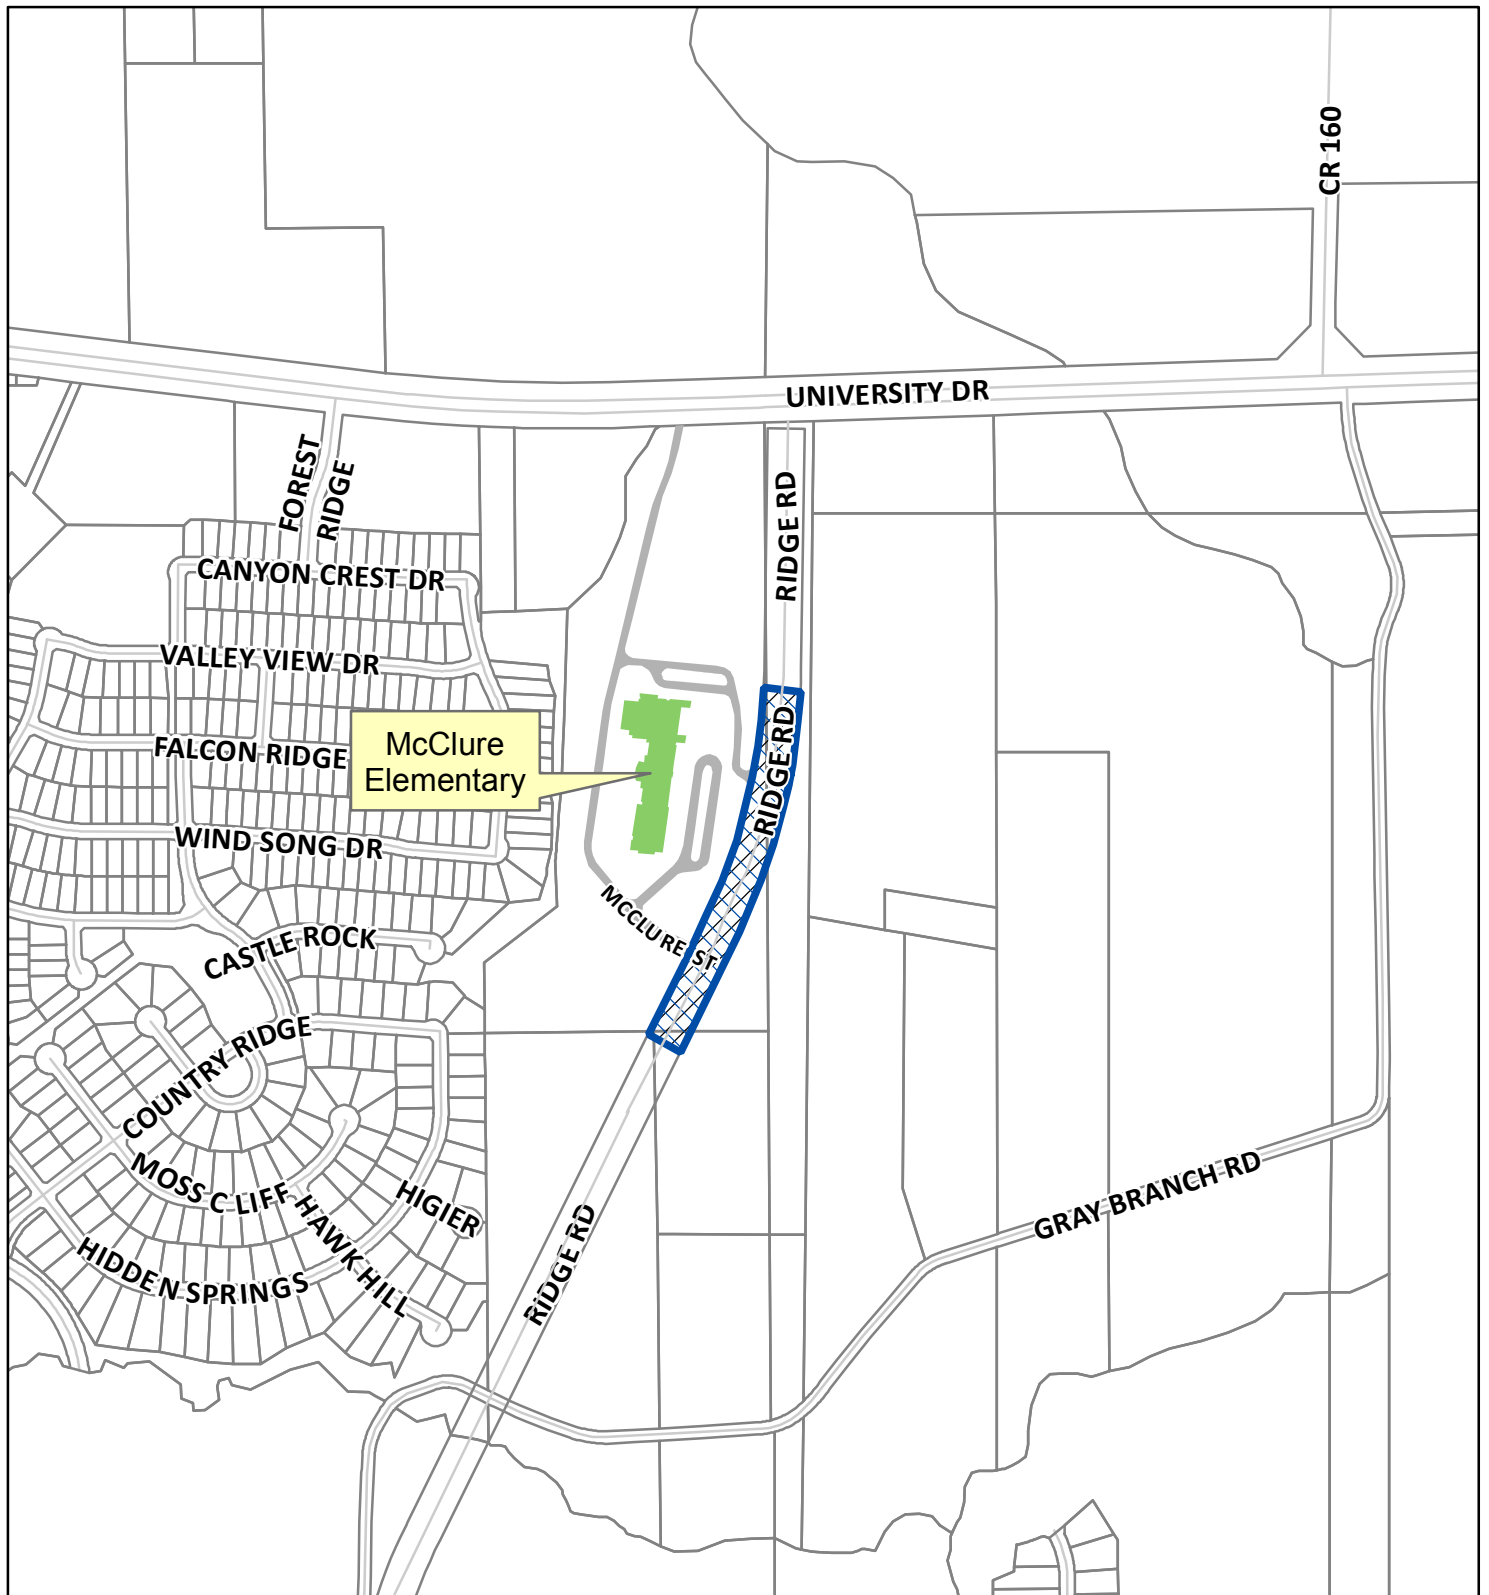 CR 160
UNIVERSITY DR
FOREST
RIDGE
RIDGE RD
CANYON CREST DR
VALLEY VIEW DR
FALCON RIDGE
McClure
Elementary
RIDGE RD
WIND SONG DR
MCCLURE ST
CASTLE ROCK
COUNTRY RIDGE
MOSS CLIFF
HIGIER
HAWK HILL
GRAY BRANCH RD
HIDDEN SPRINGS
RIDGE RD